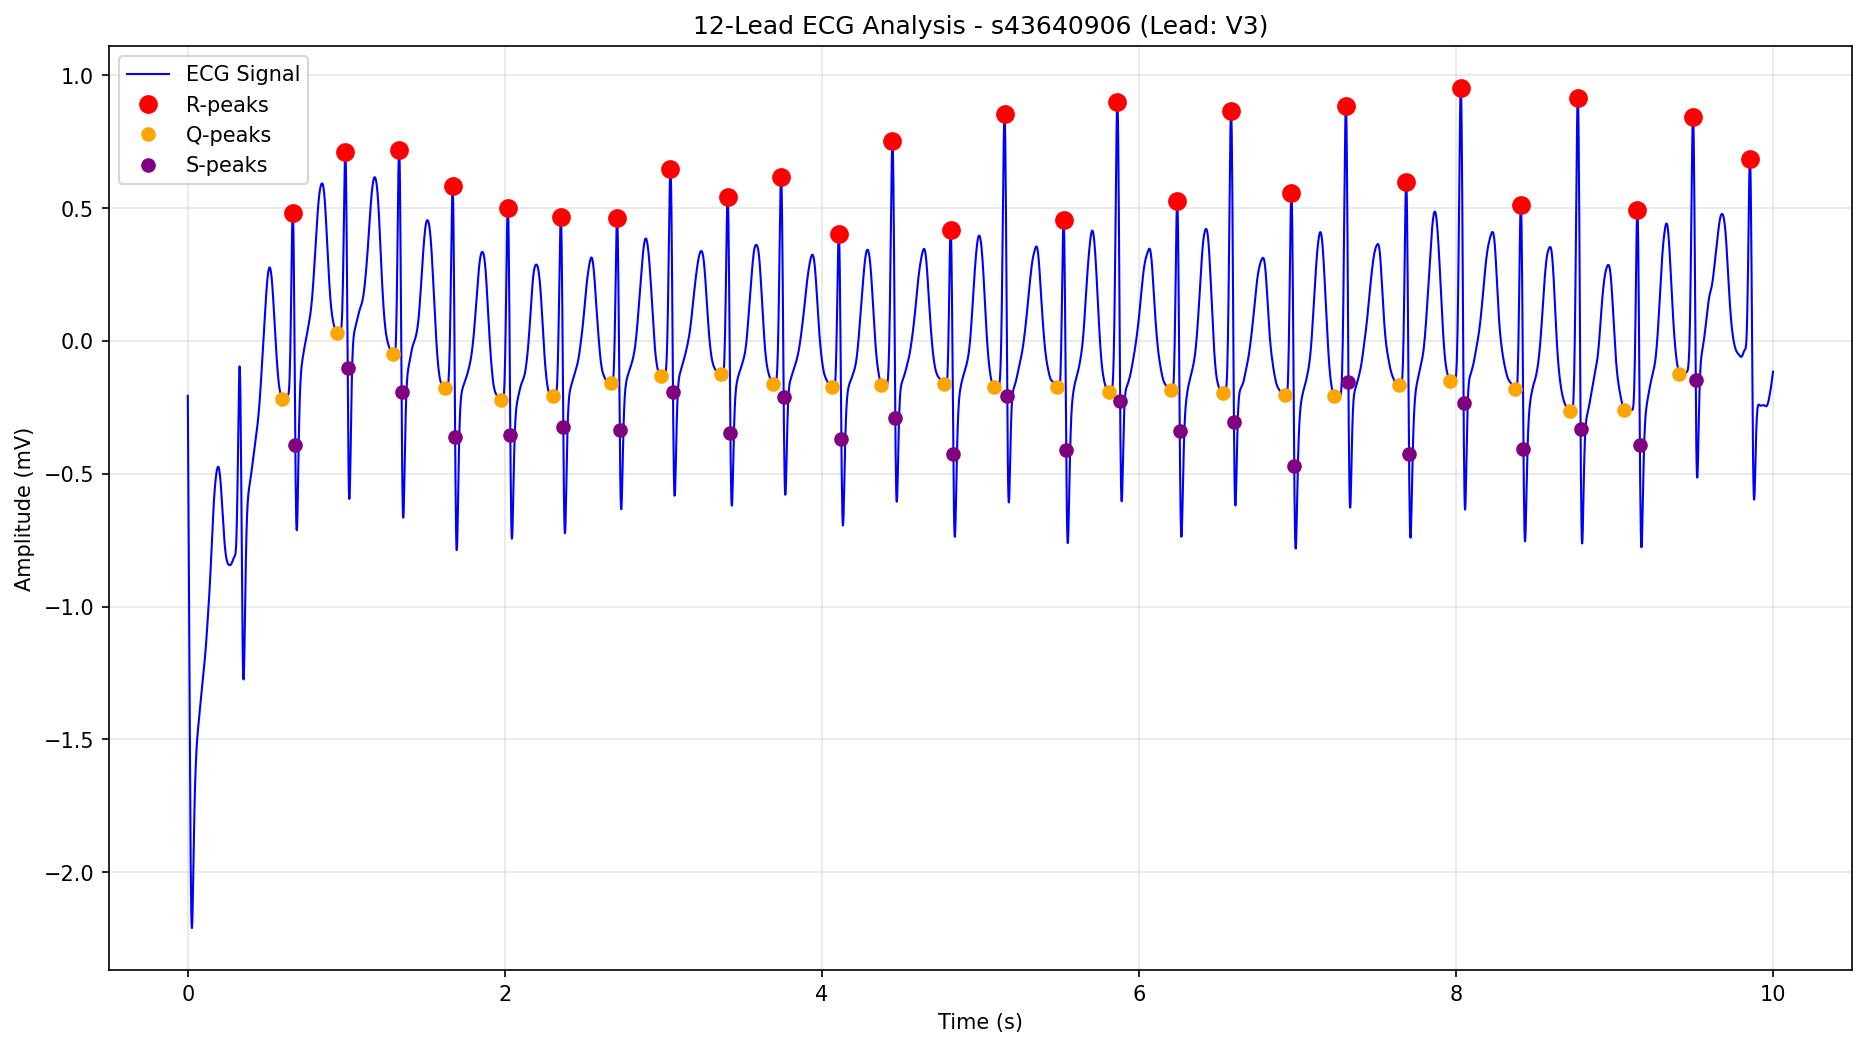 12-Lead ECG Analysis - s43640906 (Lead: V3)
ECG Signal
R-peaks
Q-peaks
S-peaks
1.0
0.5
0.0
−0.5
−1.0
−1.5
−2.0
Amplitude (mV)
0 2 4 6 8 10
Time (s)